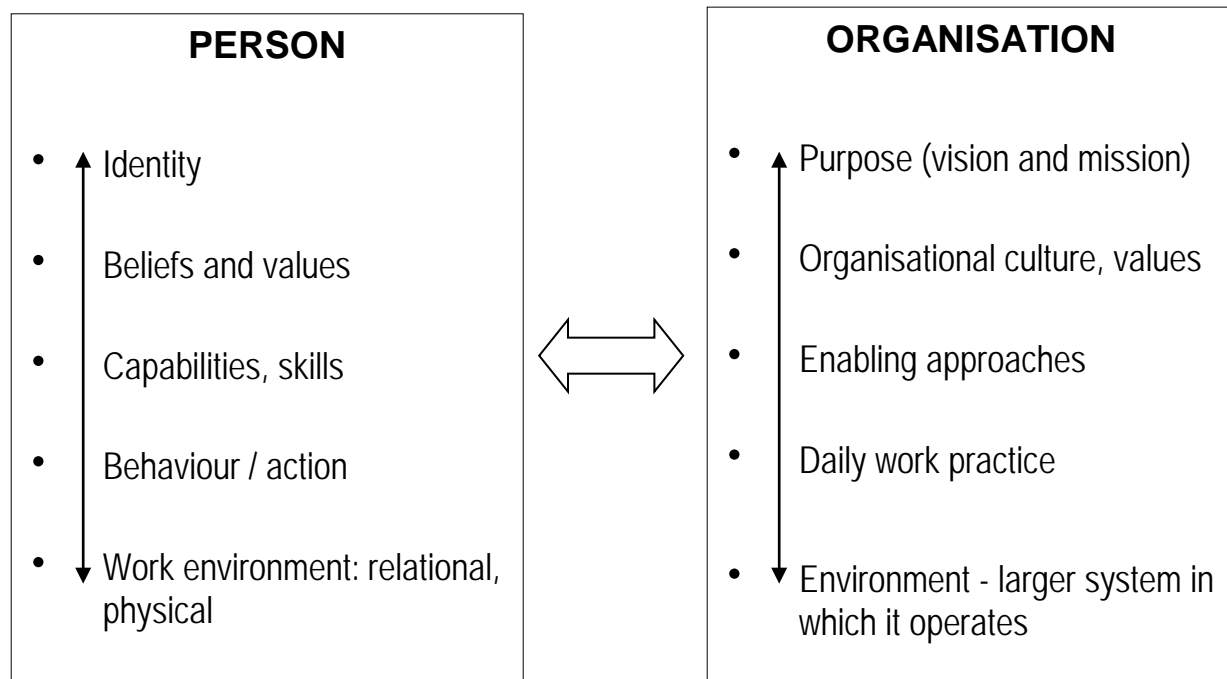 PERSON
• Identity
• Beliefs and values
• Capabilities, skills
• Behaviour / action
• Work environment: relational,
physical
ORGANISATION
• Purpose (vision and mission)
• Organisational culture, values
• Enabling approaches
• Daily work practice
• Environment - larger system in
which it operates